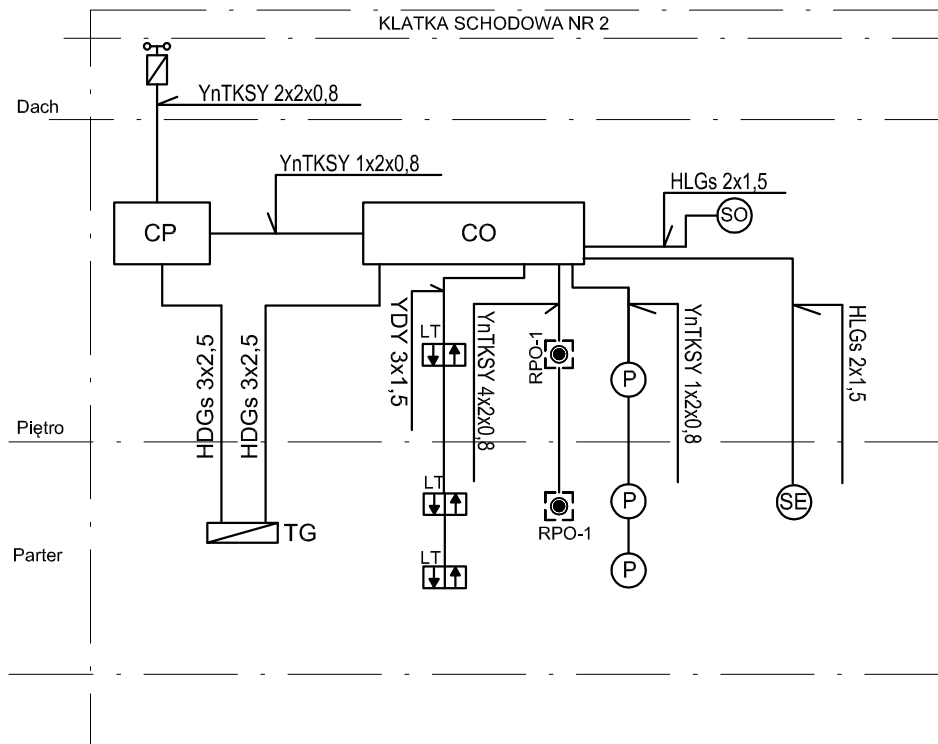 KLATKA SCHODOWA NR 2
Dach
YnTKSY 2x2x0,8
YnTKSY 1x2x0,8
HLGs 2x1,5
CP
CO
SO
HDGs 3x2,5
HDGs 3x2,5
YDY 3x1,5
LT
YnTKSY 4x2x0,8
RPO-1
P
YnTKSY 1x2x0,8
HLGs 2x1,5
Piętro
LT
RPO-1
P
SE
TG
Parter
LT
P